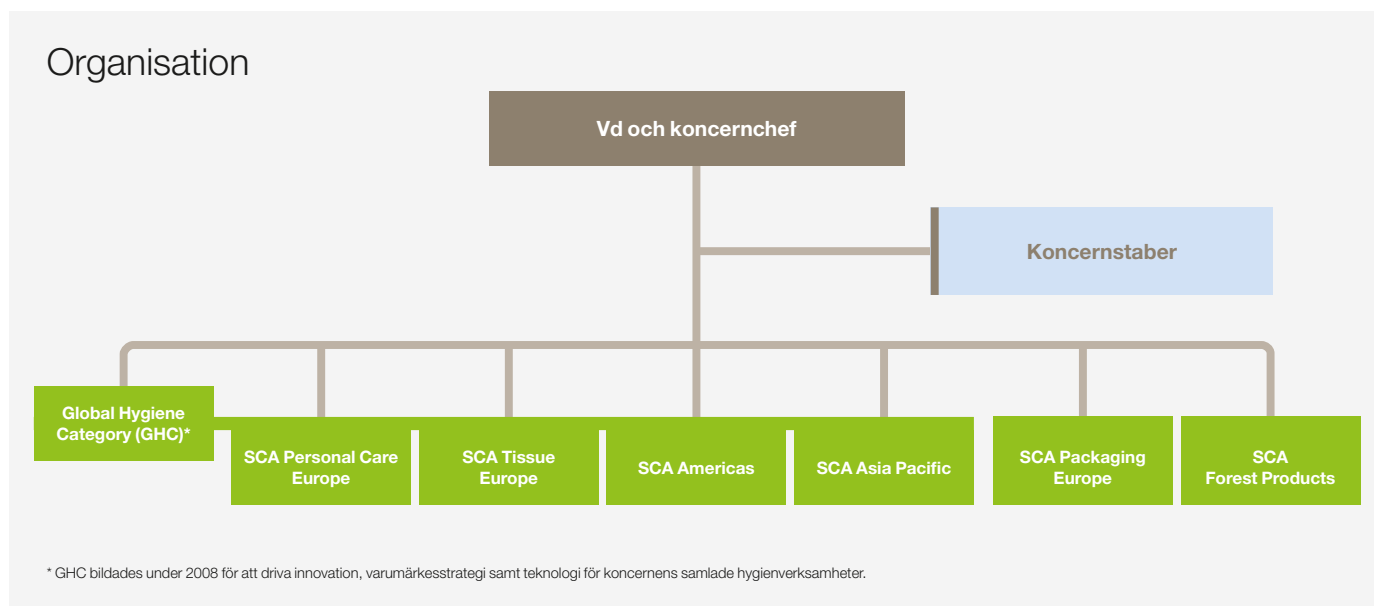 Organisation
Vd och koncernchef
Koncernstaber
Global Hygiene
Category (GHC)*
SCA Personal Care
Europe
SCA Tissue
Europe
SCA Americas
SCA Asia Pacific
SCA Packaging
Europe
SCA
Forest Products
* GHC bildades under 2008 för att driva innovation, varumärkesstrategi samt teknologi för koncernens samlade hygienverksamheter.